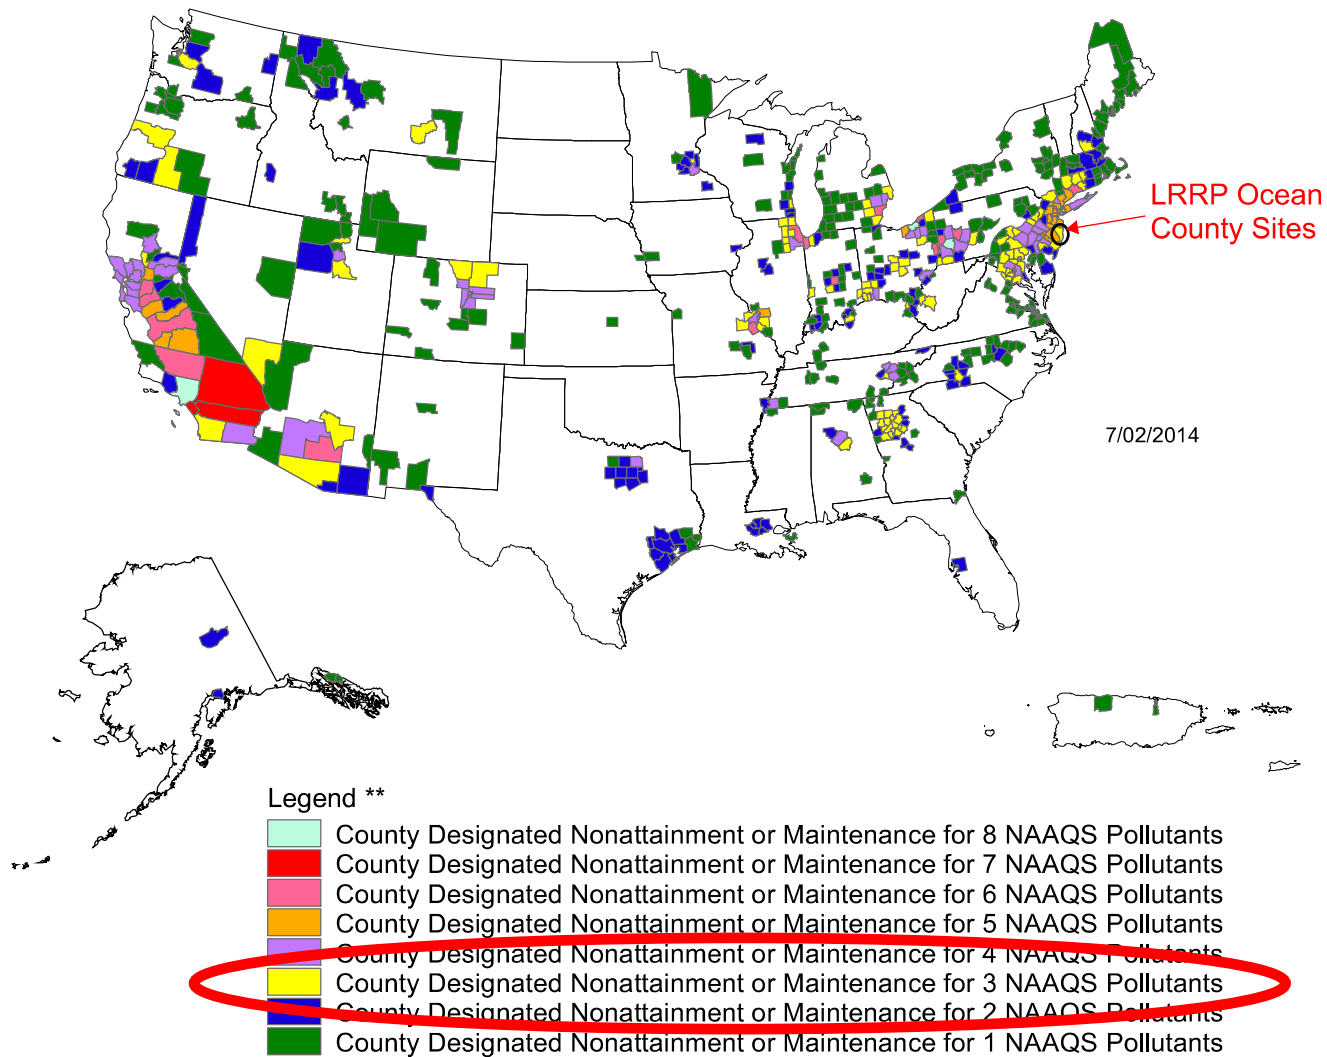 LRRP Ocean
County Sites
7/02/2014
Legend **
County Designated Nonattainment or Maintenance for 8 NAAQS Pollutants
County Designated Nonattainment or Maintenance for 7 NAAQS Pollutants
County Designated Nonattainment or Maintenance for 6 NAAQS Pollutants
County Designated Nonattainment or Maintenance for 5 NAAQS Pollutants
County Designated Nonattainment or Maintenance for 4 NAAQS Pollutants
County Designated Nonattainment or Maintenance for 3 NAAQS Pollutants
County Designated Nonattainment or Maintenance for 2 NAAQS Pollutants
County Designated Nonattainment or Maintenance for 1 NAAQS Pollutants